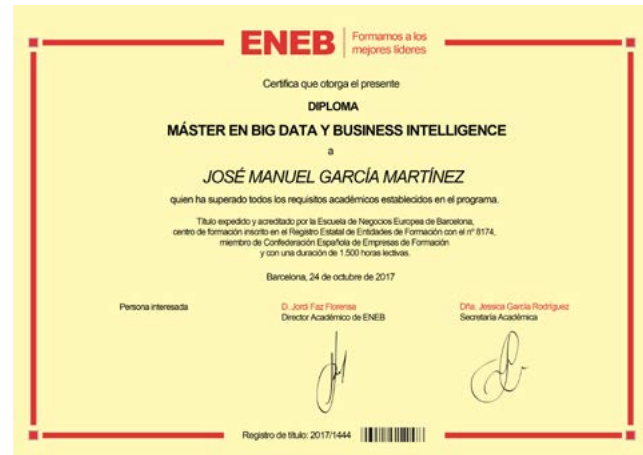 ENEB
Formamos a los
mejores líderes
Certifica que otorga el presente
DIPLOMA
MÁSTER EN BIG DATA Y BUSINESS INTELLIGENCE
a
JOSÉ MANUEL GARCÍA MARTÍNEZ
quien ha superado todos los requisitos académicos establecidos en el programa.
Título expedido y acreditado por la Escuela de Negocios Europea de Barcelona,
centro de formación inscrito en el Registro Estatal de Entidades de Formación con el nº 8174,
miembro de Confederación Española de Empresas de Formación
y con una duración de 1.500 horas lectivas.
Barcelona, 24 de octubre de 2017
Persona interesada
D. Jordi Faz Florensa
Director Académico de ENEB
Dña. Jessica García Rodríguez
Secretaría Académica
Registro de título: 2017/1444